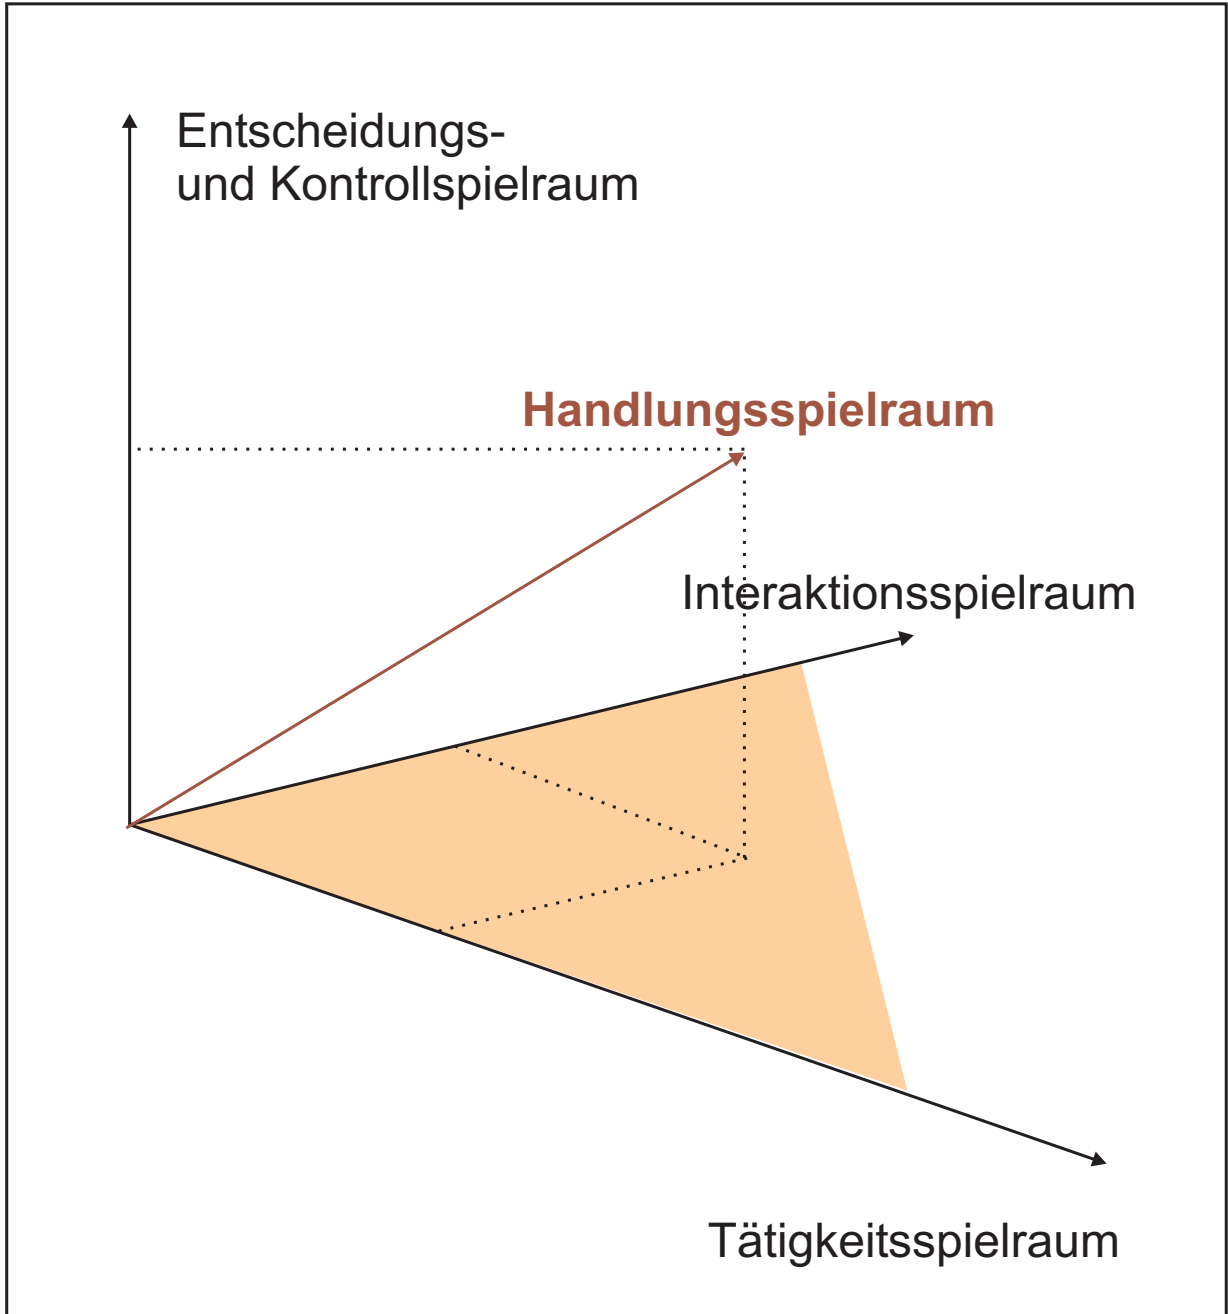 Entscheidungs-
und Kontrollspielraum
Handlungsspielraum
Interaktionsspielraum
Tätigkeitsspielraum